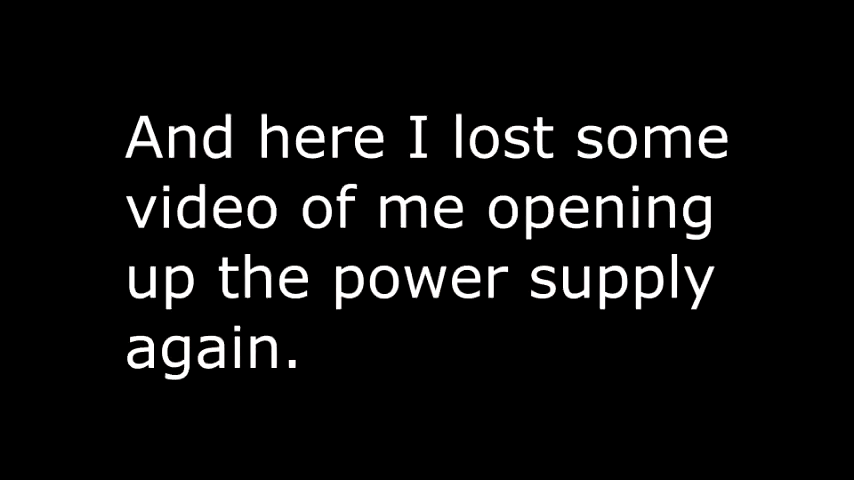 And here I lost some
video of me opening
up the power supply
again.